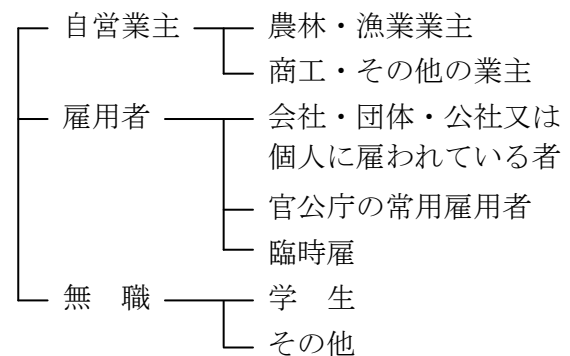 自営業主 農林・漁業業主
商工・その他の業主
雇用者 会社・団体・公社又は
個人に雇われている者
官公庁の常用雇用者
臨時雇
無　職 学　生
その他